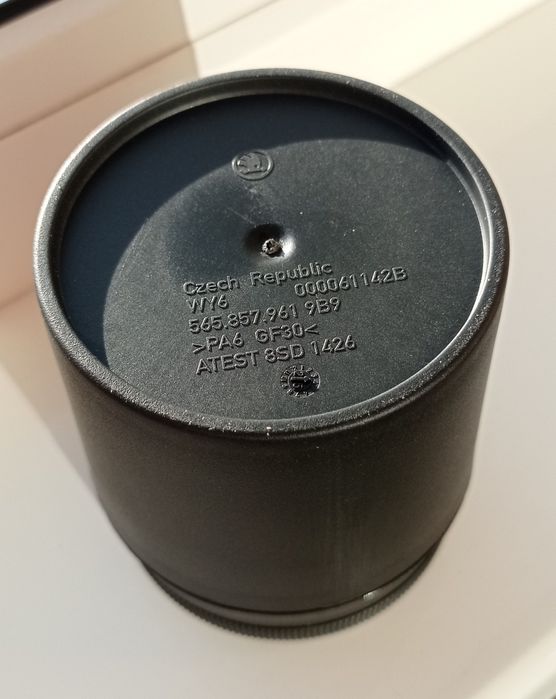 Czech Republic
WY6 000061142B
565.857.961 9B9
>PA6 GF30<
ATEST 8SD 1426